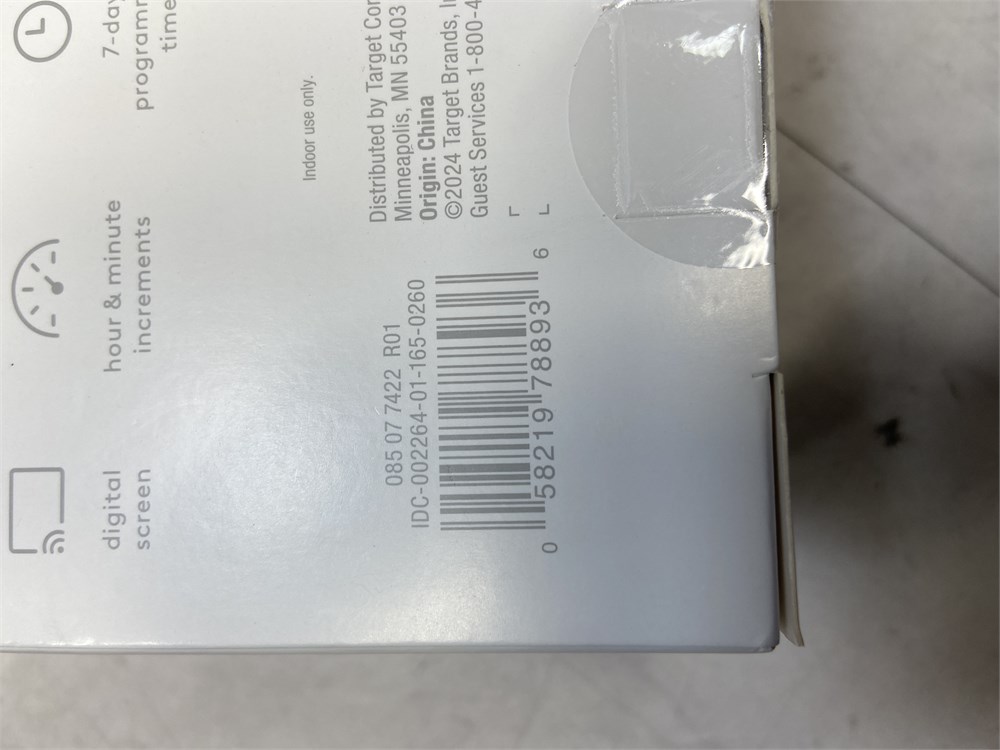 digital
screen
hour & minute
increments
7-day
time
Indoor use only.
085 07 7422 R01
IDC-002264-01-165-0260
0 58219 78893 6
Distributed by Target
Minneapolis, MN 55403
Origin: China
©2024 Target Brands,
Guest Services 1-800-4